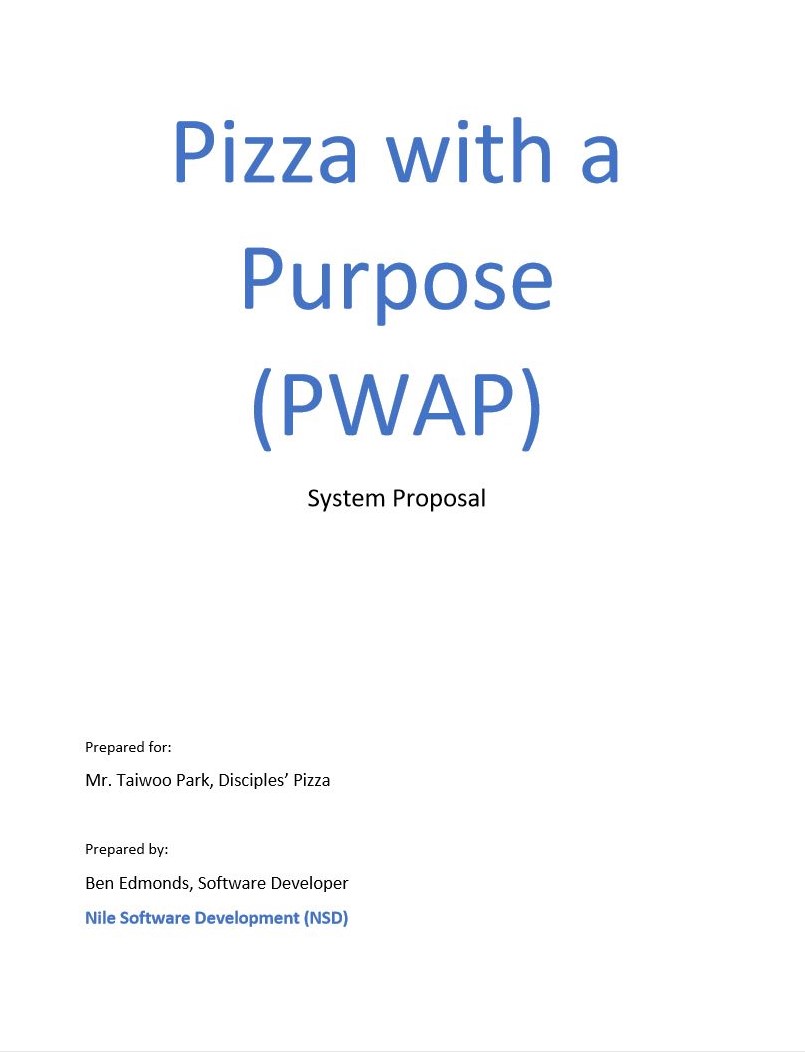 Pizza with a
Purpose
(PWAP)
System Proposal
Prepared for:
Mr. Taiwoo Park, Disciples’ Pizza
Prepared by:
Ben Edmonds, Software Developer
Nile Software Development (NSD)